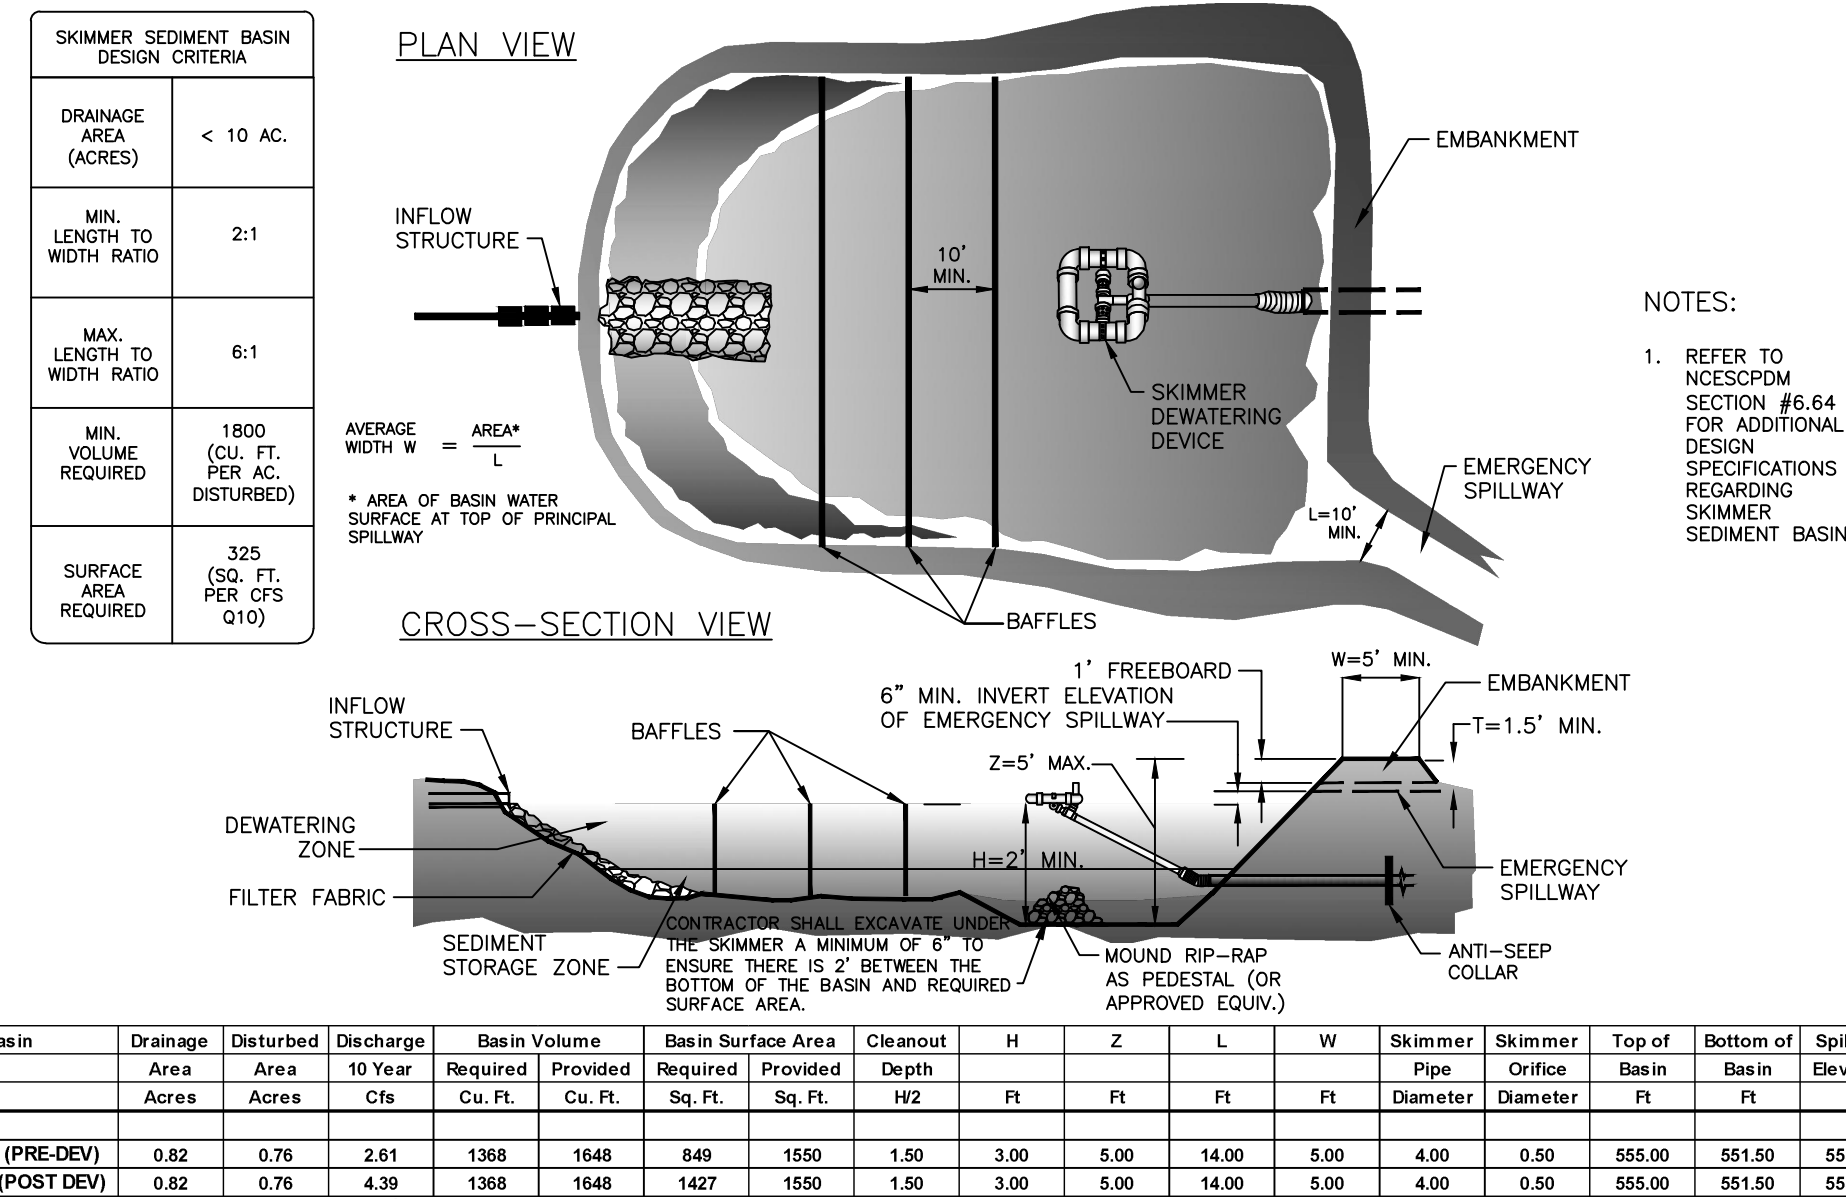 SKIMMER SEDIMENT BASIN
DESIGN CRITERIA
DRAINAGE
AREA
(ACRES)
< 10 AC.
MIN.
LENGTH TO
WIDTH RATIO
2:1
MAX.
LENGTH TO
WIDTH RATIO
6:1
MIN.
VOLUME
REQUIRED
1800
(CU. FT.
PER AC.
DISTURBED)
SURFACE
AREA
REQUIRED
325
(SQ. FT.
PER CFS
Q10)
PLAN VIEW
INFLOW
STRUCTURE
10'
MIN.
EMBANKMENT
SKIMMER
DEWATERING
DEVICE
EMERGENCY
SPILLWAY
L=10'
MIN.
BAFFLES
AVERAGE
WIDTH W = AREA*
L
* AREA OF BASIN WATER
SURFACE AT TOP OF PRINCIPAL
SPILLWAY
NOTES:
1. REFER TO
NCESCPDM
SECTION #6.64
FOR ADDITIONAL
DESIGN
SPECIFICATIONS
REGARDING
SKIMMER
SEDIMENT BASIN
CROSS-SECTION VIEW
INFLOW
STRUCTURE
BAFFLES
1' FREEBOARD
6" MIN. INVERT ELEVATION
OF EMERGENCY SPILLWAY
W=5' MIN.
EMBANKMENT
T=1.5' MIN.
Z=5' MAX.
H=2' MIN.
DEWATERING
ZONE
FILTER FABRIC
SEDIMENT
STORAGE ZONE
CONTRACTOR SHALL EXCAVATE UNDER
THE SKIMMER A MINIMUM OF 6" TO
ENSURE THERE IS 2' BETWEEN THE
BOTTOM OF THE BASIN AND REQUIRED
SURFACE AREA.
MOUND RIP-RAP
AS PEDESTAL (OR
APPROVED EQUIV.)
EMERGENCY
SPILLWAY
ANTI-SEEP
COLLAR
asin Drainage Disturbed Discharge Basin Volume Basin Surface Area Cleanout H Z L W Skimmer Skimmer Top of Bottom of Spil
Area Area 10 Year Required Provided Required Provided Depth Pipe Orifice Basin Basin Elev
Acres Acres Cfs Cu. Ft. Cu. Ft. Sq. Ft. Sq. Ft. H/2 Ft Ft Ft Ft Diameter Diameter Ft Ft
(PRE-DEV) 0.82 0.76 2.61 1368 1648 849 1550 1.50 3.00 5.00 14.00 5.00 4.00 0.50 555.00 551.50 55
(POST DEV) 0.82 0.76 4.39 1368 1648 1427 1550 1.50 3.00 5.00 14.00 5.00 4.00 0.50 555.00 551.50 55